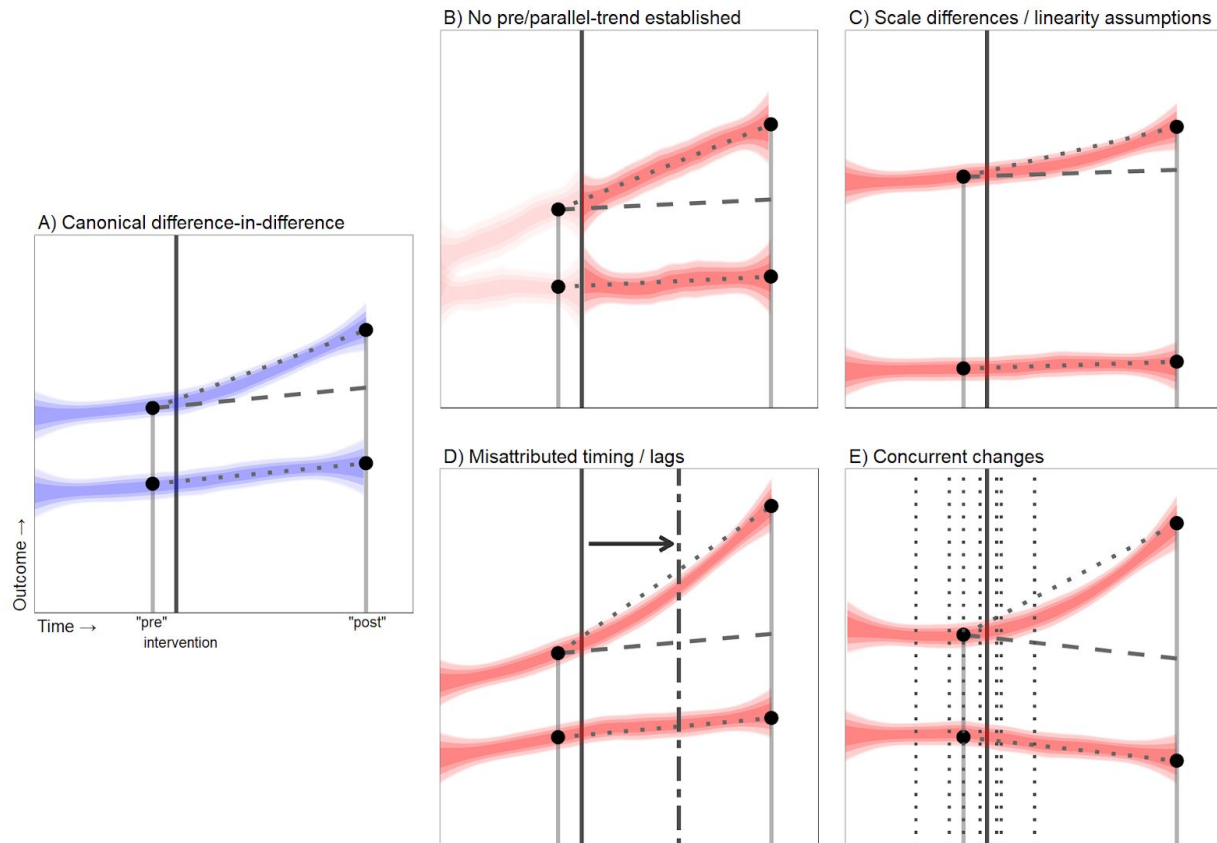 B) No pre/parallel-trend established
C) Scale differences / linearity assumptions
A) Canonical difference-in-difference
Outcome →
Time →
"pre"
"post"
intervention
D) Misattributed timing / lags
E) Concurrent changes